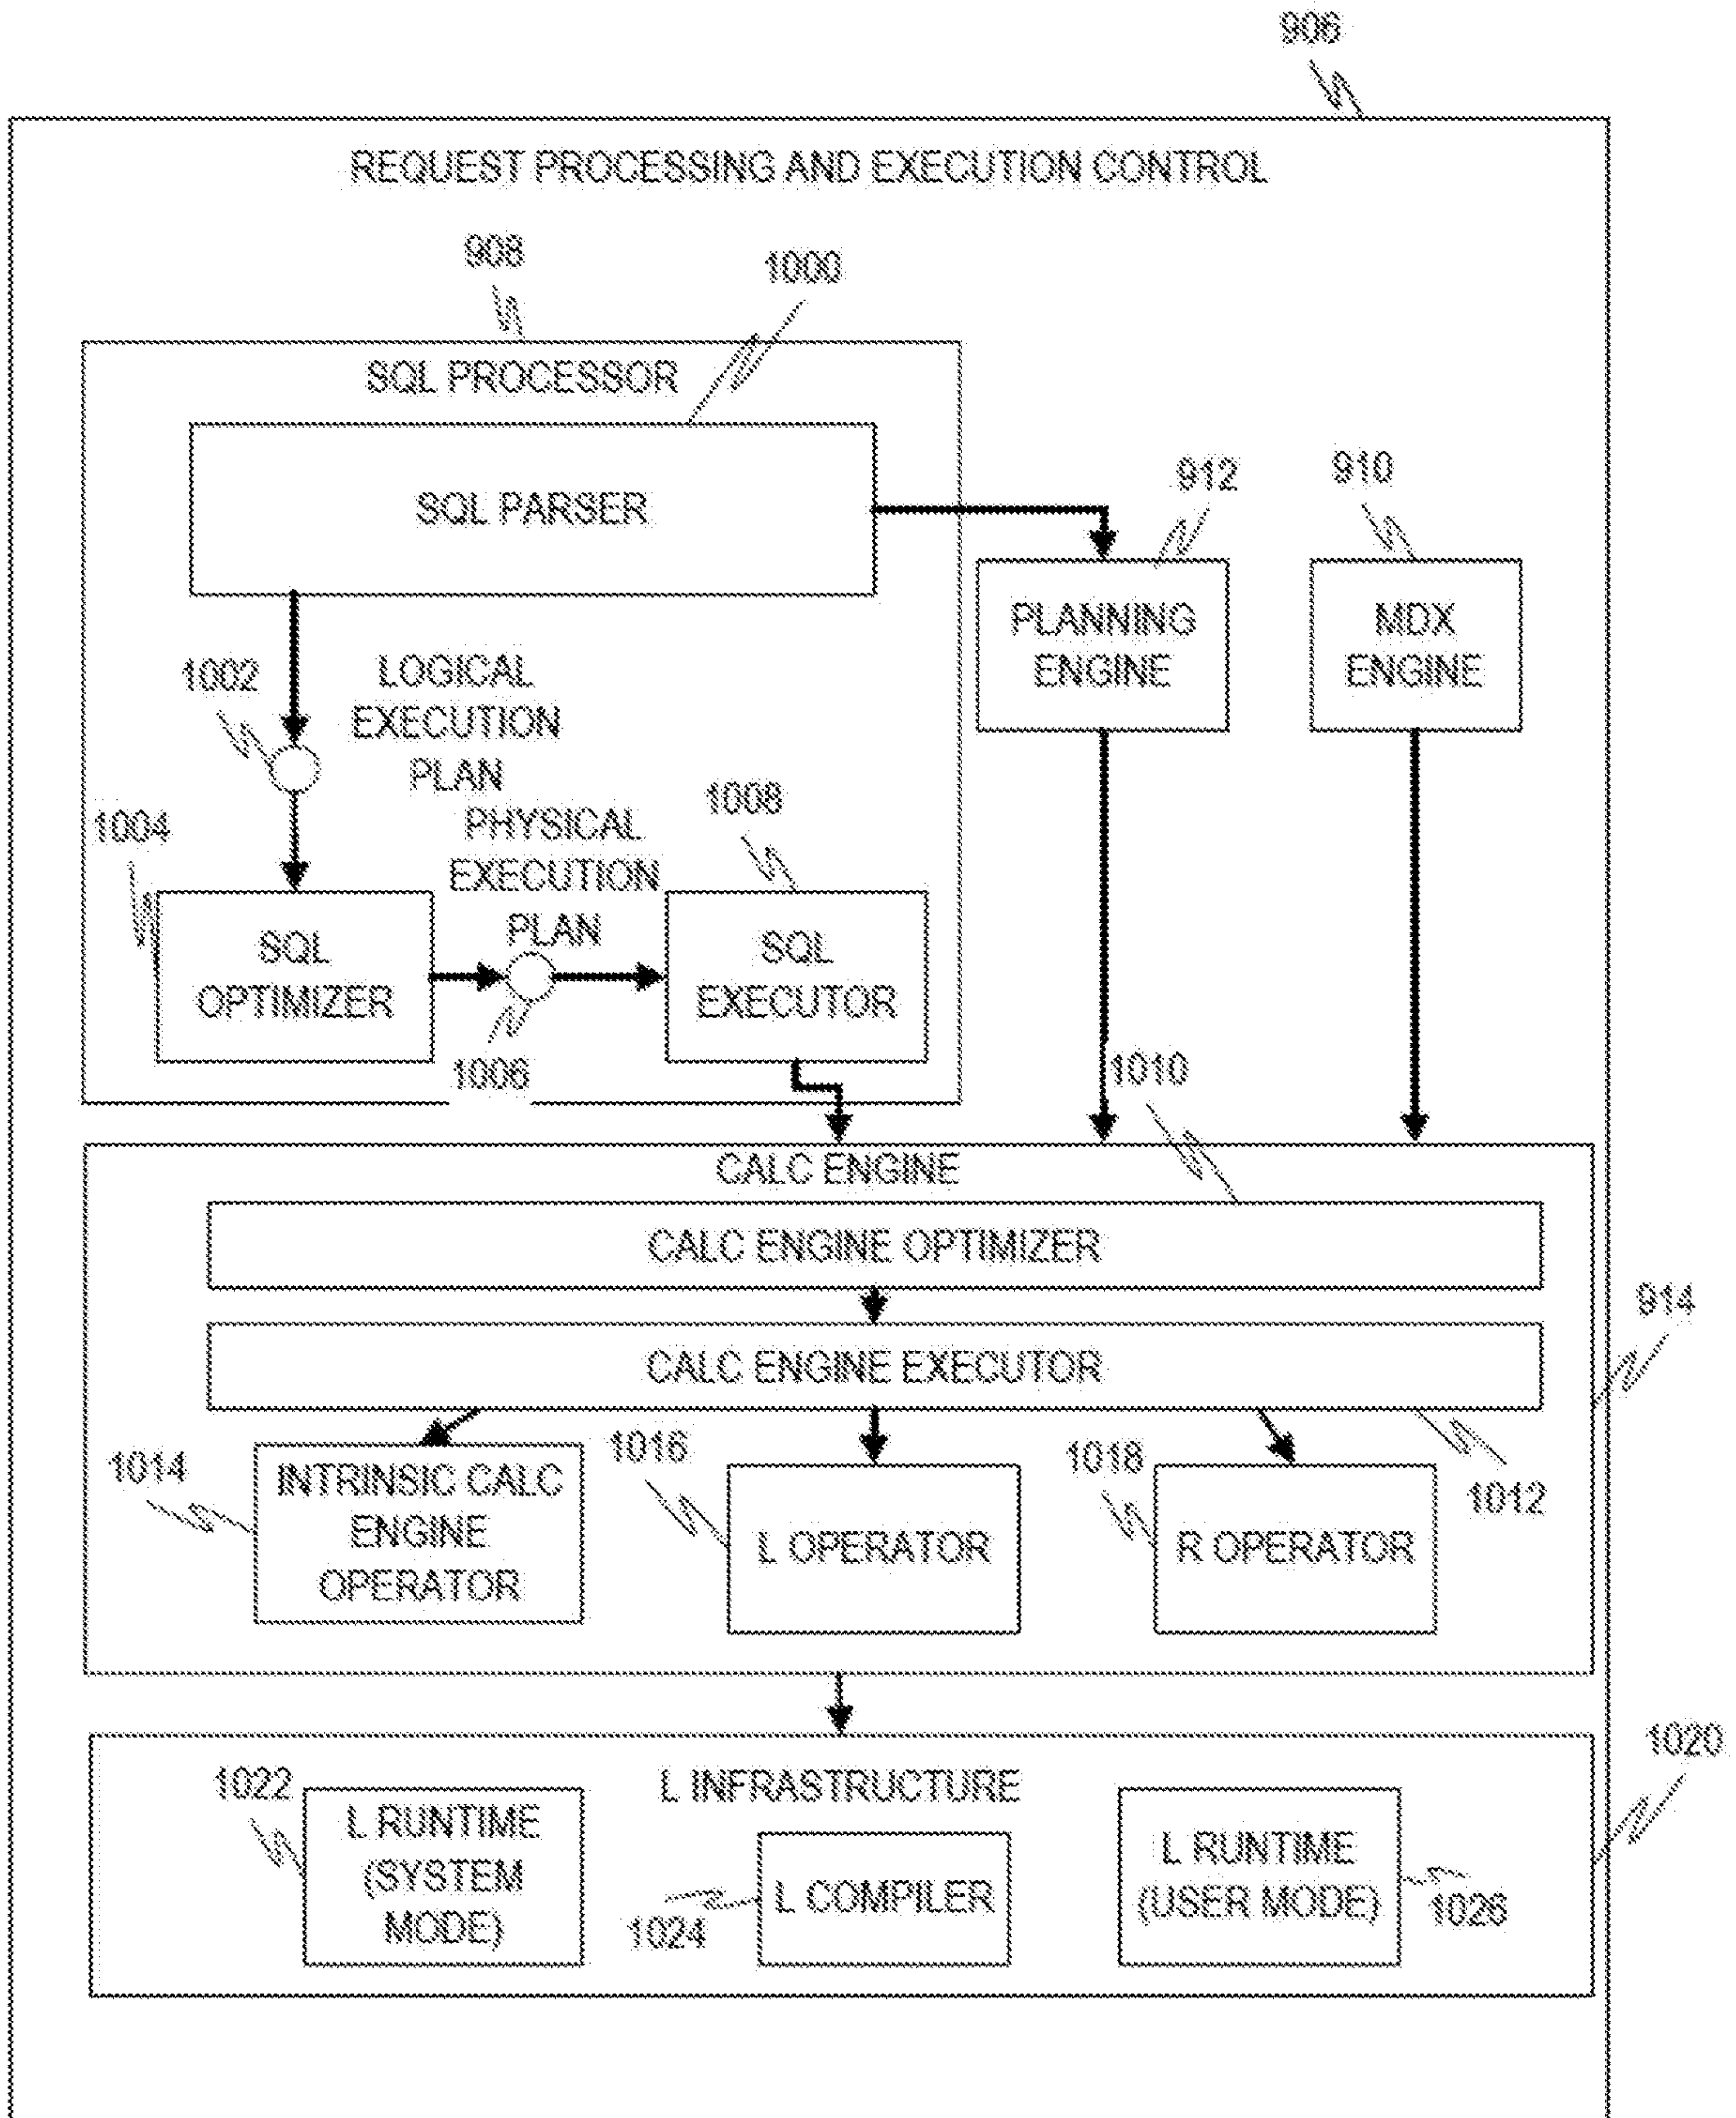 906
REQUEST PROCESSING AND EXECUTION CONTROL
908
1000
SQL PROCESSOR
SQL PARSER
912
910
PLANNING
ENGINE
MDX
ENGINE
1002
LOGICAL
EXECUTION
PLAN
1004
PHYSICAL
EXECUTION
PLAN
1008
SQL
OPTIMIZER
SQL
EXECUTOR
1006
1010
CALC ENGINE
CALC ENGINE OPTIMIZER
914
CALC ENGINE EXECUTOR
1014
INTRINSIC CALC
ENGINE
OPERATOR
1016
L OPERATOR
1018
R OPERATOR
1012
1020
L INFRASTRUCTURE
1022
L RUNTIME
(SYSTEM
MODE)
L COMPILER
1024
L RUNTIME
(USER MODE)
1026